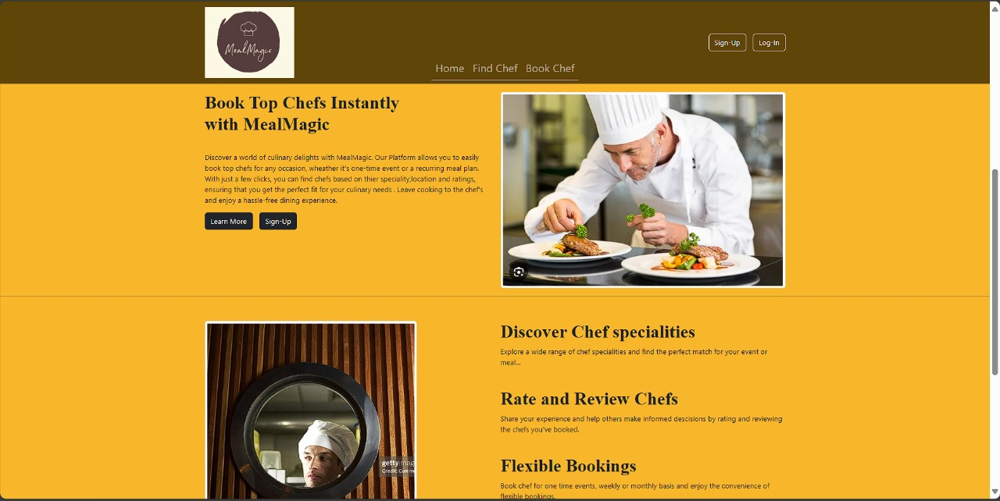 MealMagic
Sign-Up
Log-In
Home
Find Chef
Book Chef
Book Top Chefs Instantly
with MealMagic
Discover a world of culinary delights with MealMagic. Our Platform allows you to easily
book top chefs for any occasion, wheather it's one-time event or a recurring meal plan.
With just a few clicks, you can find chefs based on thier speciality,location and ratings,
ensuring that you get the perfect fit for your culinary needs . Leave cooking to the chef's
and enjoy a hassle-free dining experience.
Learn More
Sign-Up
gettyimag
Credit: Comme
Discover Chef specialities
Explore a wide range of chef specialities and find the perfect match for your event or
meal...
Rate and Review Chefs
Share your experience and help others make informed descisions by rating and reviewing
the chefs you've booked.
Flexible Bookings
Book chef for one time events, weekly or monthly basis and enjoy the convenience of
flexible bookings.